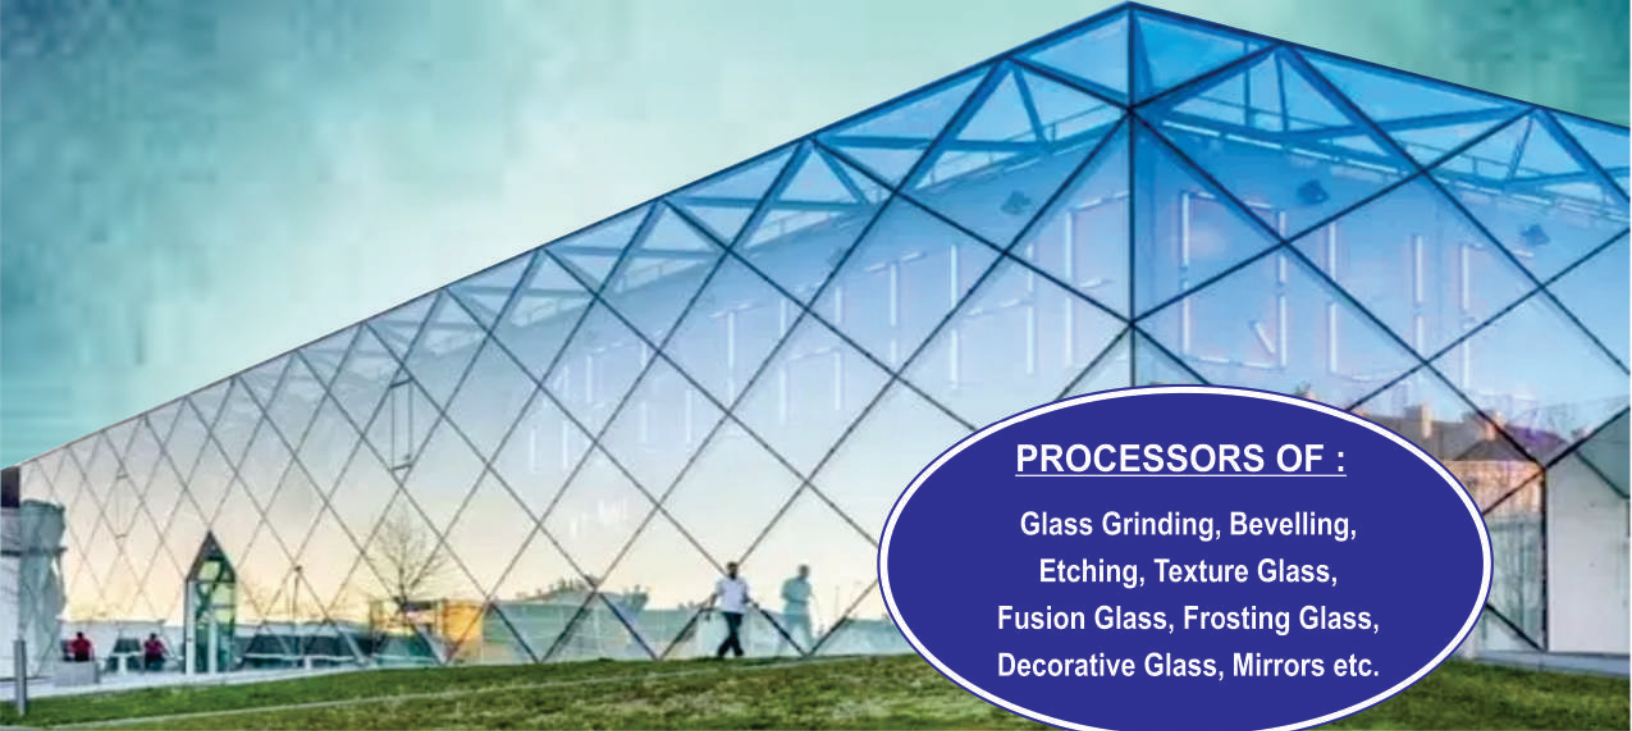 PROCESSORS OF :
Glass Grinding, Bevelling,
Etching, Texture Glass,
Fusion Glass, Frosting Glass,
Decorative Glass, Mirrors etc.